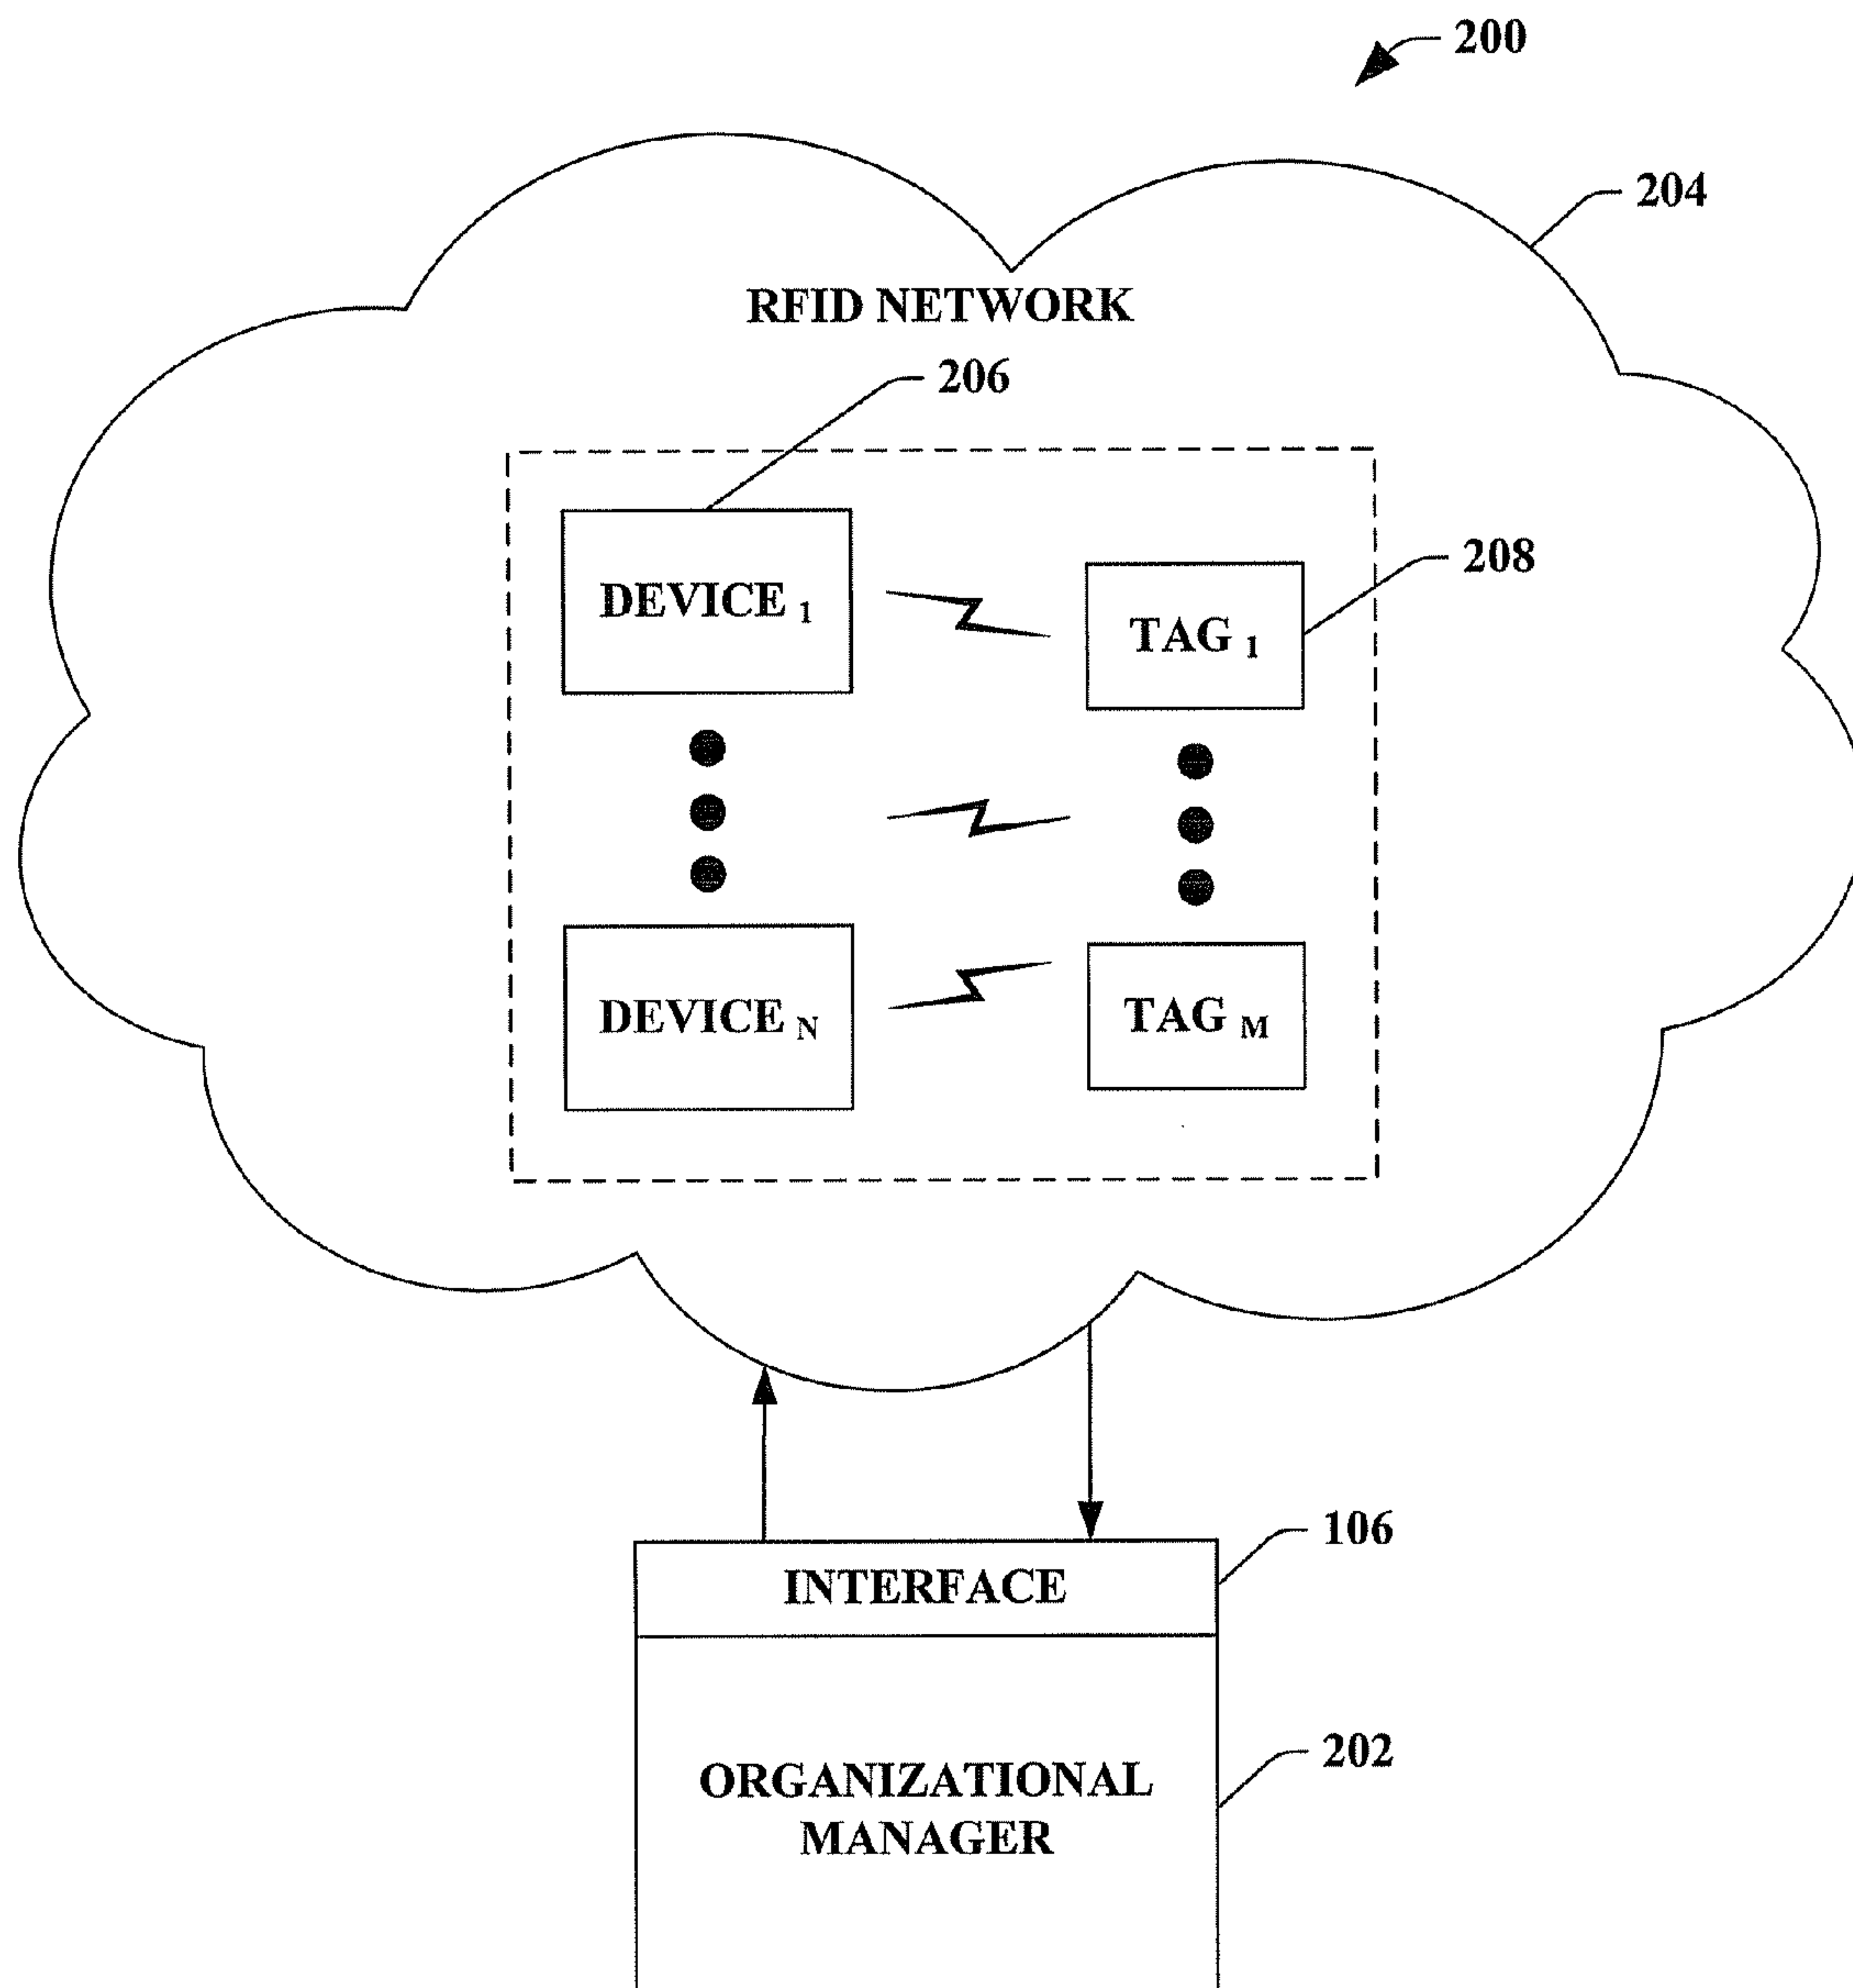 200
204
RFID NETWORK
206
208
DEVICE 1
TAG 1
DEVICE N
TAG M
106
INTERFACE
202
ORGANIZATIONAL
MANAGER